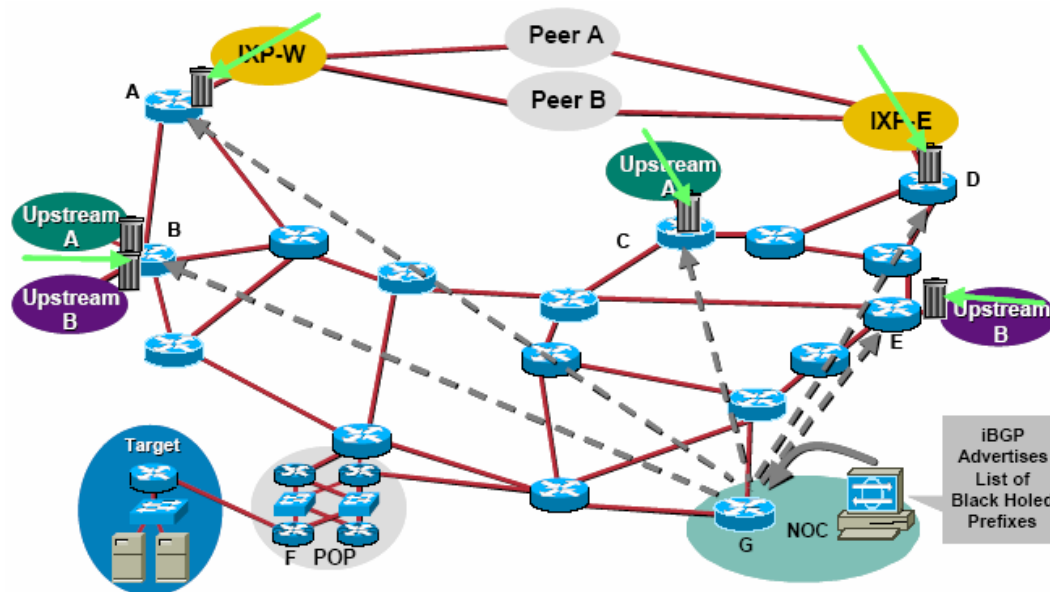 IXP-W
Peer A
Peer B
A
IXP-E
Upstream
A
D
Upstream
A
B
C
Upstream
B
Upstream
B
E
Target
iBGP
Advertises
List of
Black Holed
Prefixes
F
POP
G
NOC